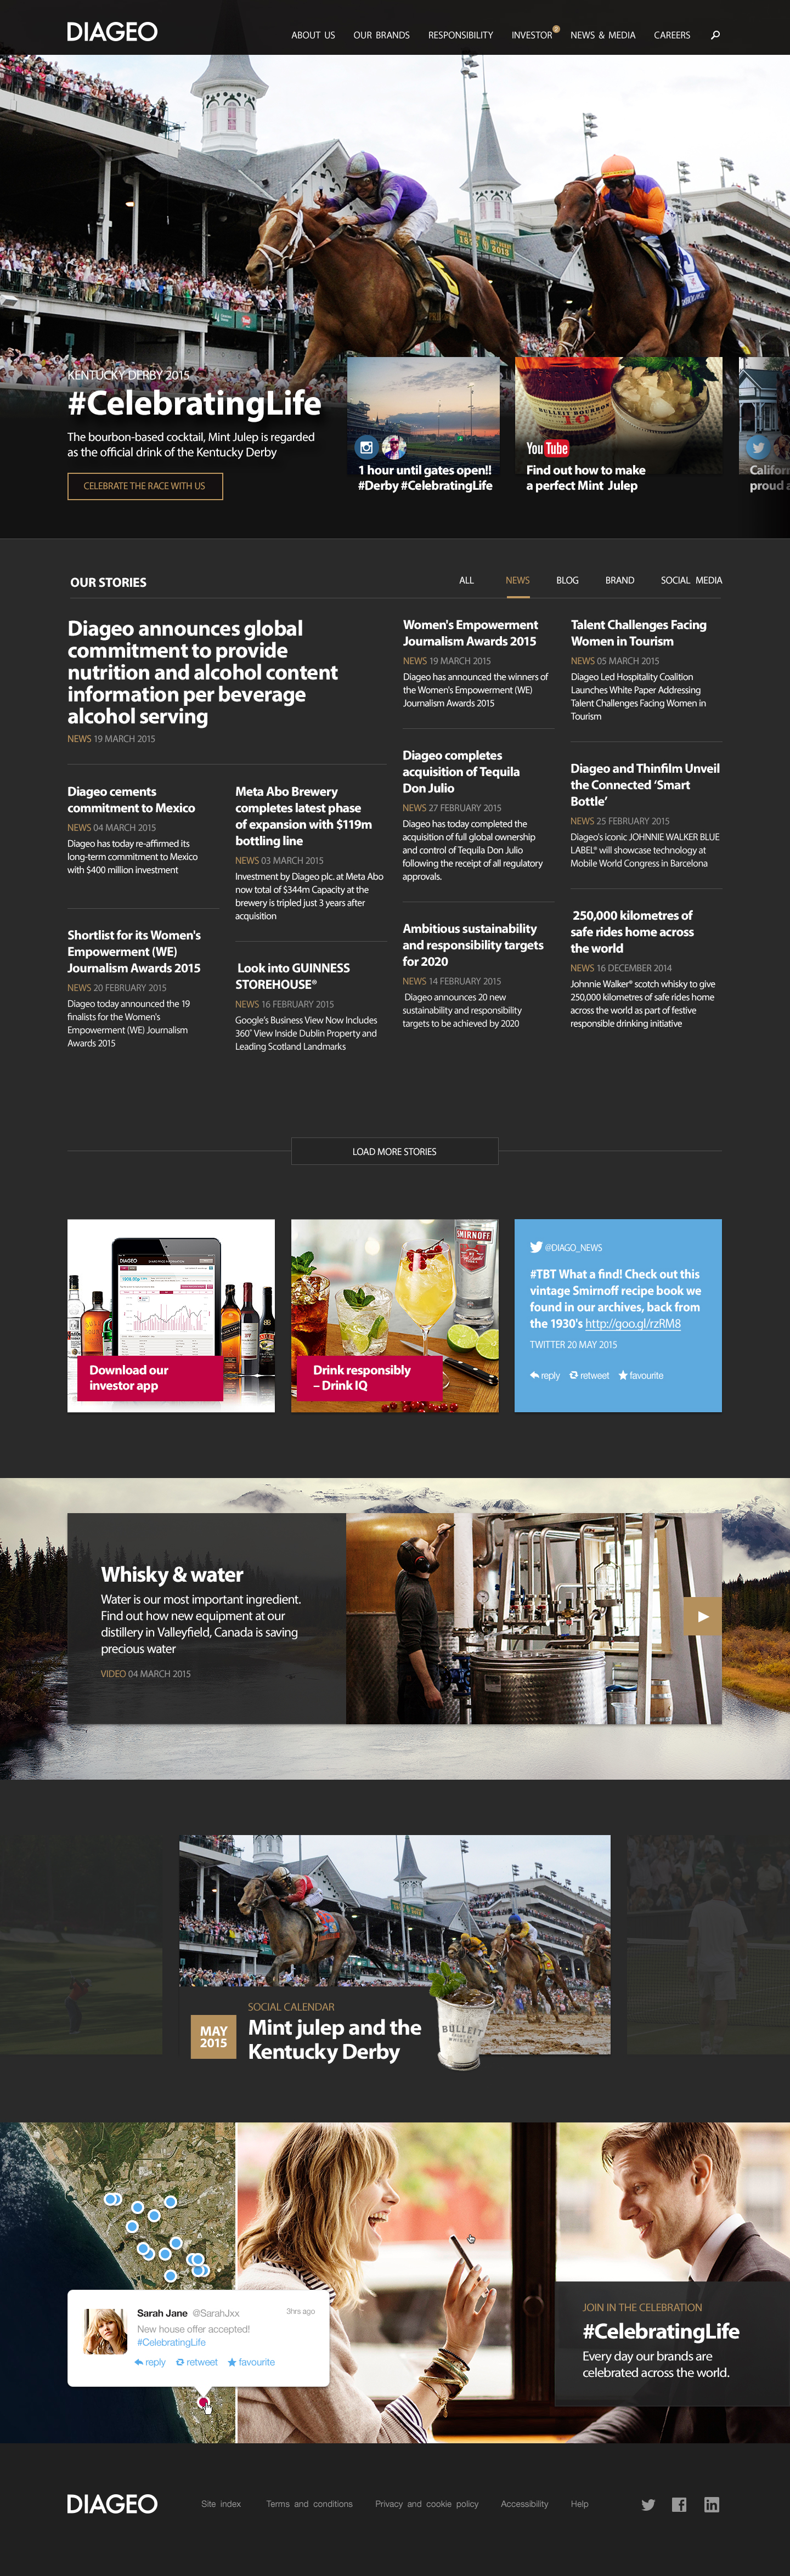 DIAGEO
ABOUT US
OUR BRANDS
RESPONSIBILITY
INVESTOR
NEWS & MEDIA
CAREERS
KENTUCKY DERBY 2015
#CelebratingLife
The bourbon-based cocktail, Mint Julep is regarded
as the official drink of the Kentucky Derby
CELEBRATE THE RACE WITH US
1 hour until gates open!!
#Derby #CelebratingLife
BULLEIT BOURBON
10
YouTube
Find out how to make
a perfect Mint Julep
Califor
proud a
OUR STORIES
ALL
NEWS
BLOG
BRAND
SOCIAL MEDIA
Diageo announces global
commitment to provide
nutrition and alcohol content
information per beverage
alcohol serving
NEWS 19 MARCH 2015
Diageo cements
commitment to Mexico
NEWS 04 MARCH 2015
Diageo has today re-affirmed its
long-term commitment to Mexico
with $400 million investment
Shortlist for its Women's
Empowerment (WE)
Journalism Awards 2015
NEWS 20 FEBRUARY 2015
Diageo today announced the 19
finalists for the Women's
Empowerment (WE) Journalism
Awards 2015
Meta Abo Brewery
completes latest phase
of expansion with $119m
bottling line
NEWS 03 MARCH 2015
Investment by Diageo plc. at Meta Abo
now total of $344m Capacity at the
brewery is tripled just 3 years after
acquisition
Look into GUINNESS
STOREHOUSE®
NEWS 16 FEBRUARY 2015
Google's Business View Now Includes
360˚ View Inside Dublin Property and
Leading Scotland Landmarks
Women's Empowerment
Journalism Awards 2015
NEWS 19 MARCH 2015
Diageo has announced the winners of
the Women's Empowerment (WE)
Journalism Awards 2015
Diageo completes
acquisition of Tequila
Don Julio
NEWS 27 FEBRUARY 2015
Diageo has today completed the
acquisition of full global ownership
and control of Tequila Don Julio
following the receipt of all regulatory
approvals.
Ambitious sustainability
and responsibility targets
for 2020
NEWS 14 FEBRUARY 2015
Diageo announces 20 new
sustainability and responsibility
targets to be achieved by 2020
Talent Challenges Facing
Women in Tourism
NEWS 05 MARCH 2015
Diageo Led Hospitality Coalition
Launches White Paper Addressing
Talent Challenges Facing Women in
Tourism
Diageo and Thinfilm Unveil
the Connected ‘Smart
Bottle’
NEWS 25 FEBRUARY 2015
Diageo's iconic JOHNNIE WALKER BLUE
LABEL® will showcase technology at
Mobile World Congress in Barcelona
250,000 kilometres of
safe rides home across
the world
NEWS 16 DECEMBER 2014
Johnnie Walker® scotch whisky to give
250,000 kilometres of safe rides home
across the world as part of festive
responsible drinking initiative
LOAD MORE STORIES
DIAGEO
Download our
investor app
SMIRNOFF
Drink responsibly
– Drink IQ
@DIAGO_NEWS
#TBT What a find! Check out this
vintage Smirnoff recipe book we
found in our archives, back from
the 1930's http://goo.gl/rzRM8
TWITTER 20 MAY 2015
reply
retweet
favourite
Whisky & water
Water is our most important ingredient.
Find out how new equipment at our
distillery in Valleyfield, Canada is saving
precious water
VIDEO 04 MARCH 2015
MAY
2015
SOCIAL CALENDAR
Mint julep and the
Kentucky Derby
BULLEIT
Sarah Jane @SarahJxx
3hrs ago
New house offer accepted!
#CelebratingLife
reply
retweet
favourite
JOIN IN THE CELEBRATION
#CelebratingLife
Every day our brands are
celebrated across the world.
DIAGEO
Site index
Terms and conditions
Privacy and cookie policy
Accessibility
Help